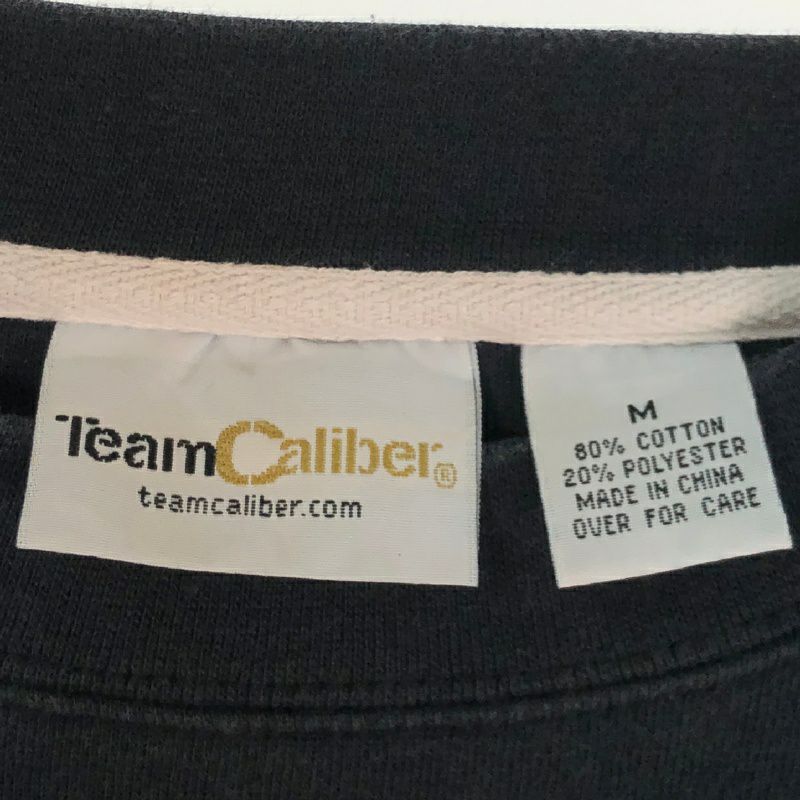 TeamCaliber®
teamcaliber.com
M
80% COTTON
20% POLYESTER
MADE IN CHINA
OVER FOR CARE